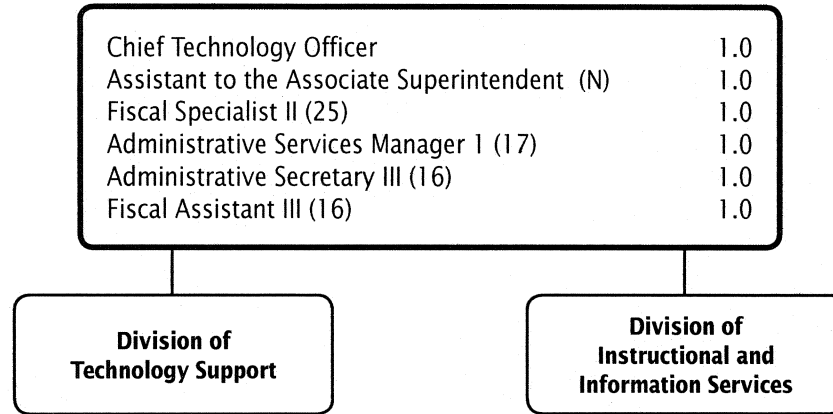 Chief Technology Officer 1.0
Assistant to the Associate Superintendent (N) 1.0
Fiscal Specialist II (25) 1.0
Administrative Services Manager 1 (17) 1.0
Administrative Secretary III (16) 1.0
Fiscal Assistant III (16) 1.0
Division of
Technology Support
Division of
Instructional and
Information Services